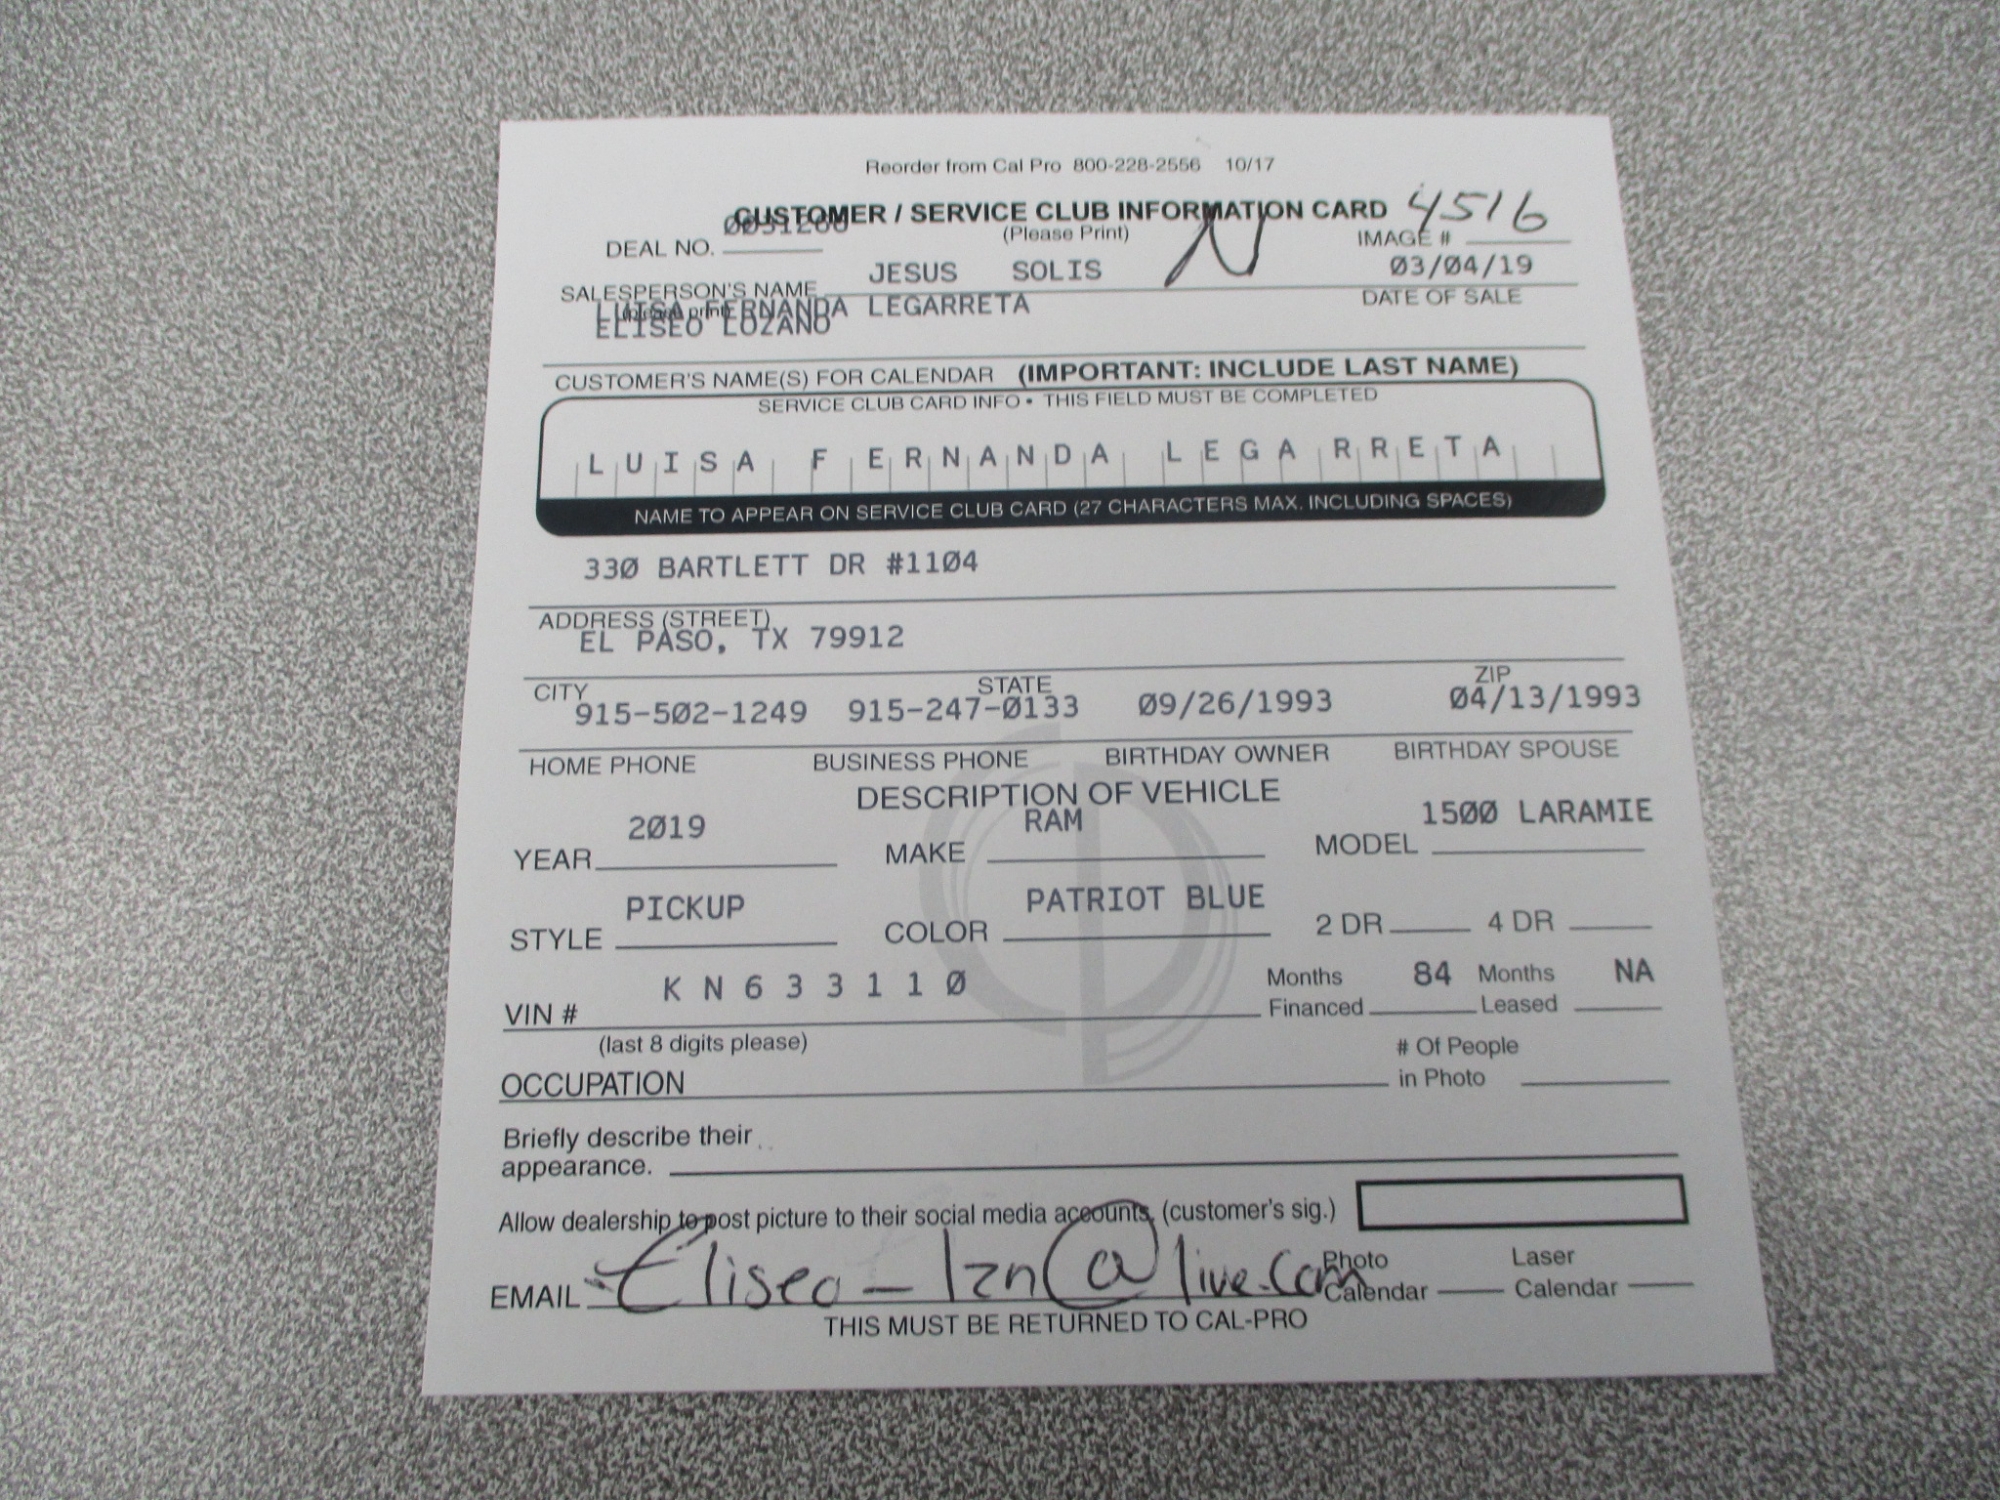 Reorder from Cal Pro 800-228-2556 10/17
CUSTOMER / SERVICE CLUB INFORMATION CARD 4516
(Please Print) N
DEAL NO. IMAGE #
JESUS SOLIS 03/04/19
SALESPERSON'S NAME DATE OF SALE
LUISA FERNANDA LEGARRETA
ELISEO LOZANO
CUSTOMER'S NAME(S) FOR CALENDAR (IMPORTANT: INCLUDE LAST NAME)
SERVICE CLUB CARD INFO • THIS FIELD MUST BE COMPLETED
LUISA FERNANDA LEGARRETA
NAME TO APPEAR ON SERVICE CLUB CARD (27 CHARACTERS MAX. INCLUDING SPACES)
330 BARTLETT DR #1104
ADDRESS (STREET)
EL PASO, TX 79912
CITY STATE ZIP
915-502-1249 915-247-0133 09/26/1993 04/13/1993
HOME PHONE BUSINESS PHONE BIRTHDAY OWNER BIRTHDAY SPOUSE
DESCRIPTION OF VEHICLE
YEAR 2019 MAKE RAM MODEL 1500 LARAMIE
STYLE PICKUP COLOR PATRIOT BLUE 2 DR 4 DR
VIN # K N 6 3 3 1 1 0 Months Financed 84 Months Leased NA
(last 8 digits please)
OCCUPATION # Of People in Photo
Briefly describe their
appearance.
Allow dealership to post picture to their social media accounts. (customer's sig.)
EMAIL Eliseo_lzn@live.com Photo Calendar Laser Calendar
THIS MUST BE RETURNED TO CAL-PRO